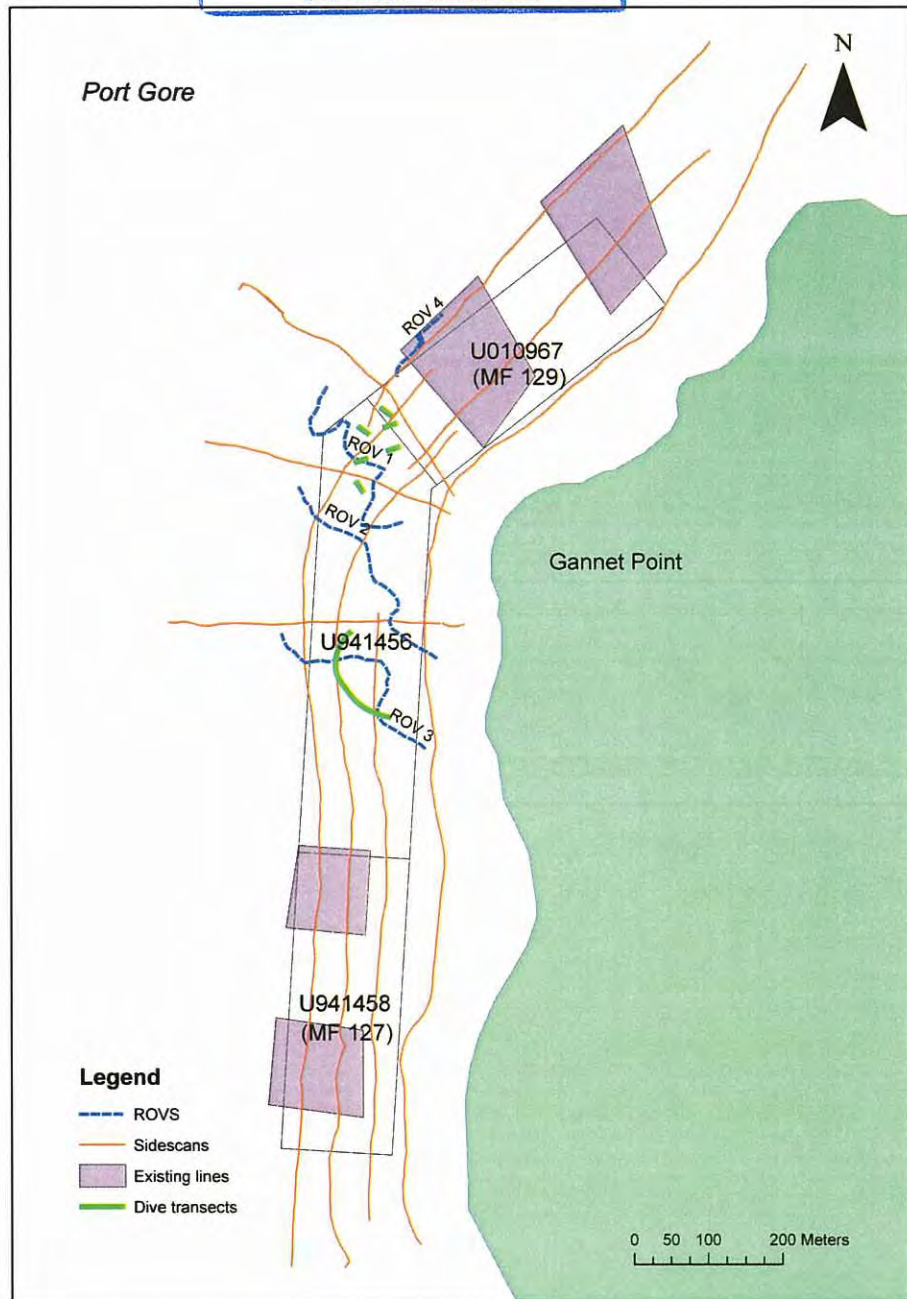 Port Gore
N
ROV 4
U010967
(MF 129)
ROV 1
ROV 2
Gannet Point
U941456
ROV 3
U941458
(MF 127)
Legend
ROVS
Sidescans
Existing lines
Dive transects
0 50 100 200 Meters